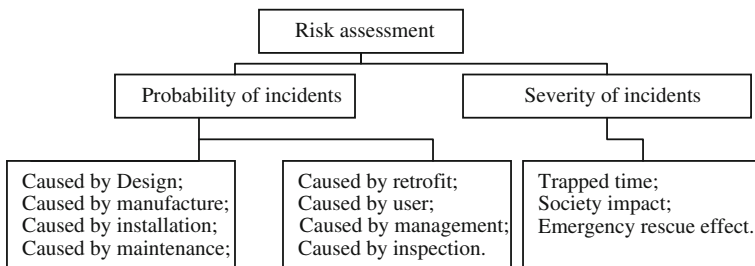 Risk assessment
Probability of incidents
Severity of incidents
Caused by Design;
Caused by manufacture;
Caused by installation;
Caused by maintenance;
Caused by retrofit;
Caused by user;
Caused by management;
Caused by inspection.
Trapped time;
Society impact;
Emergency rescue effect.